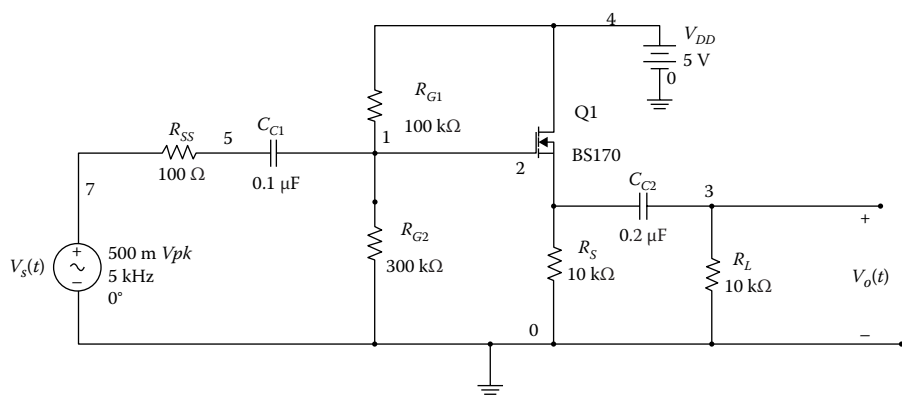 4
V_DD
5 V
0
R_G1
100 kΩ
Q1
BS170
R_SS
100 Ω
5
C_C1
0.1 μF
1
2
C_C2
0.2 μF
3
7
+
−
V_s(t)
500 m Vpk
5 kHz
0°
R_G2
300 kΩ
R_S
10 kΩ
R_L
10 kΩ
+
V_o(t)
−
0